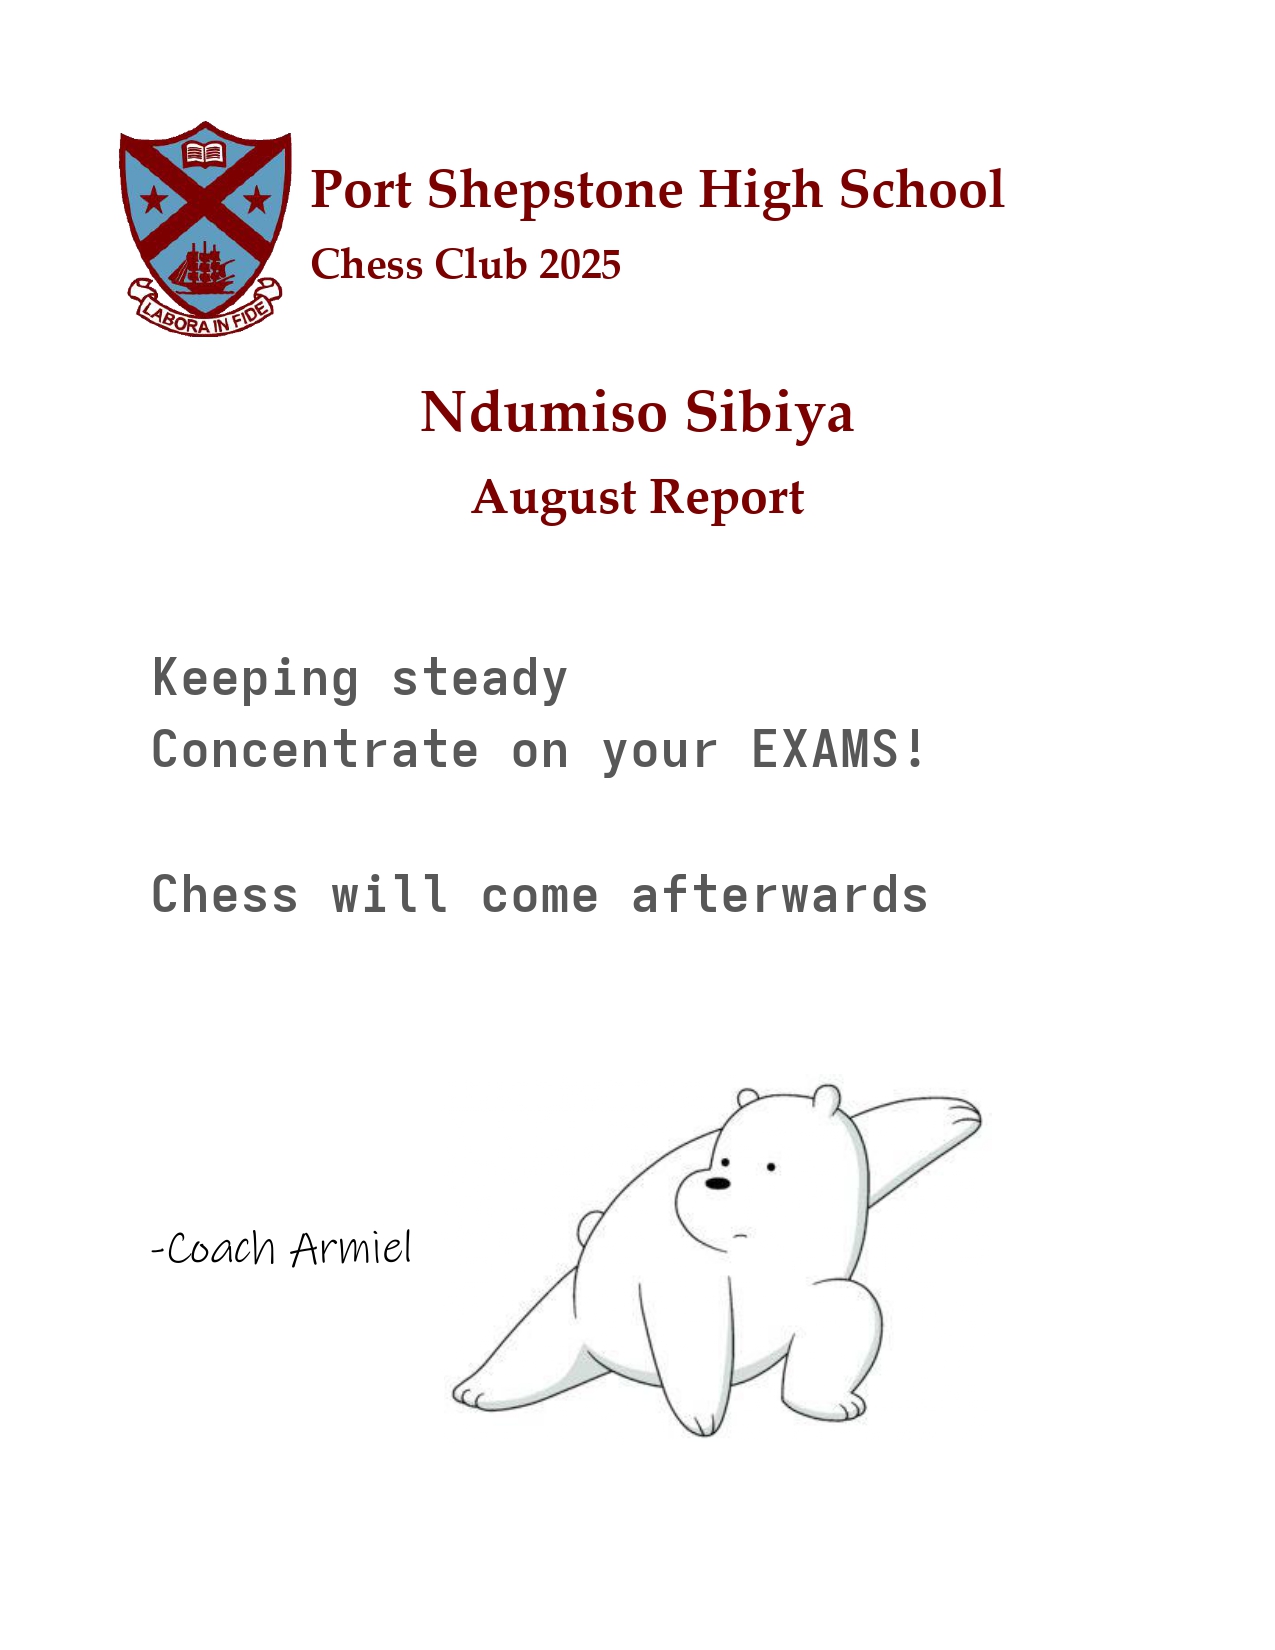 Port Shepstone High School
Chess Club 2025
LABORA IN FIDE
Ndumiso Sibiya
August Report
Keeping steady
Concentrate on your EXAMS!
Chess will come afterwards
-Coach Armiel